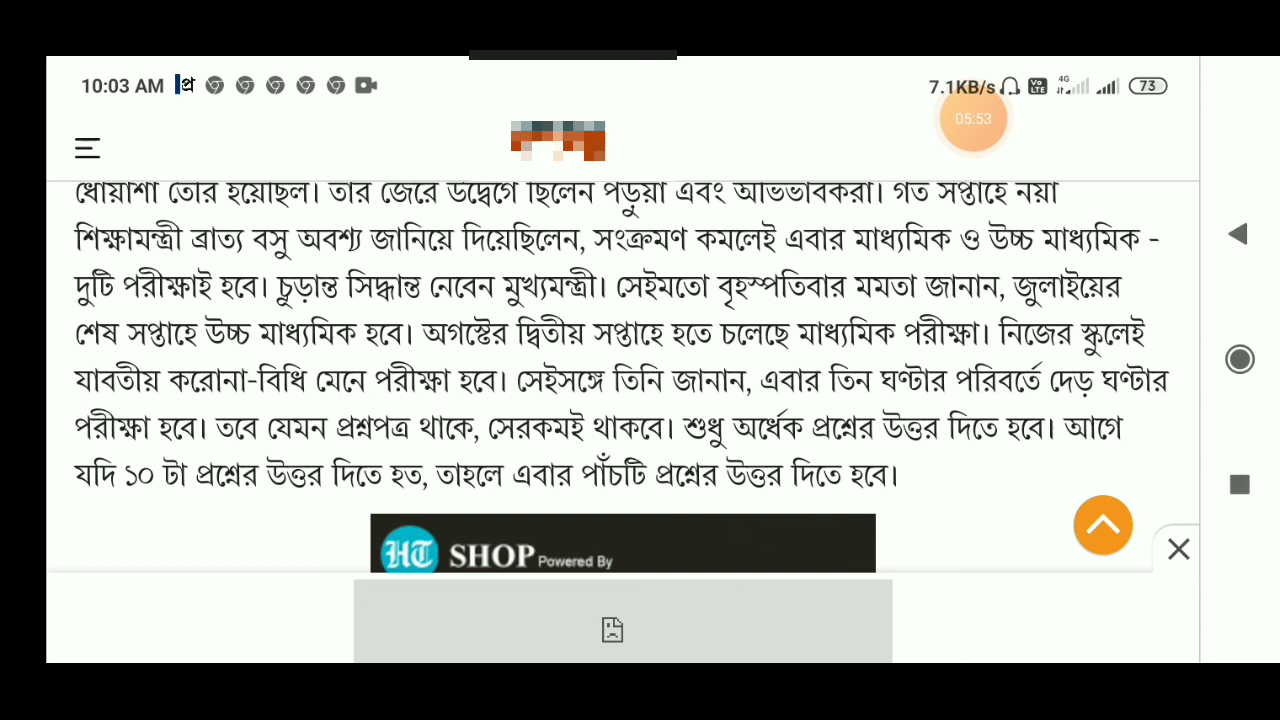 10:03 AM প্র 7.1KB/s Vo LTE 4G 73
05:53
ধোঁয়াশা তৈরি হয়েছিল। তার জেরে উদ্বেগে ছিলেন পড়ুয়া এবং অভিভাবকরা। গত সপ্তাহে নয়া
শিক্ষামন্ত্রী ব্রাত্য বসু অবশ্য জানিয়ে দিয়েছিলেন, সংক্রমণ কমলেই এবার মাধ্যমিক ও উচ্চ মাধ্যমিক -
দুটি পরীক্ষাই হবে। চূড়ান্ত সিদ্ধান্ত নেবেন মুখ্যমন্ত্রী। সেইমতো বৃহস্পতিবার মমতা জানান, জুলাইয়ের
শেষ সপ্তাহে উচ্চ মাধ্যমিক হবে। অগস্টের দ্বিতীয় সপ্তাহে হতে চলেছে মাধ্যমিক পরীক্ষা। নিজের স্কুলেই
যাবতীয় করোনা-বিধি মেনে পরীক্ষা হবে। সেইসঙ্গে তিনি জানান, এবার তিন ঘণ্টার পরিবর্তে দেড় ঘণ্টার
পরীক্ষা হবে। তবে যেমন প্রশ্নপত্র থাকে, সেরকমই থাকবে। শুধু অর্ধেক প্রশ্নের উত্তর দিতে হবে। আগে
যদি ১০ টা প্রশ্নের উত্তর দিতে হত, তাহলে এবার পাঁচটি প্রশ্নের উত্তর দিতে হবে।
HT SHOP Powered By